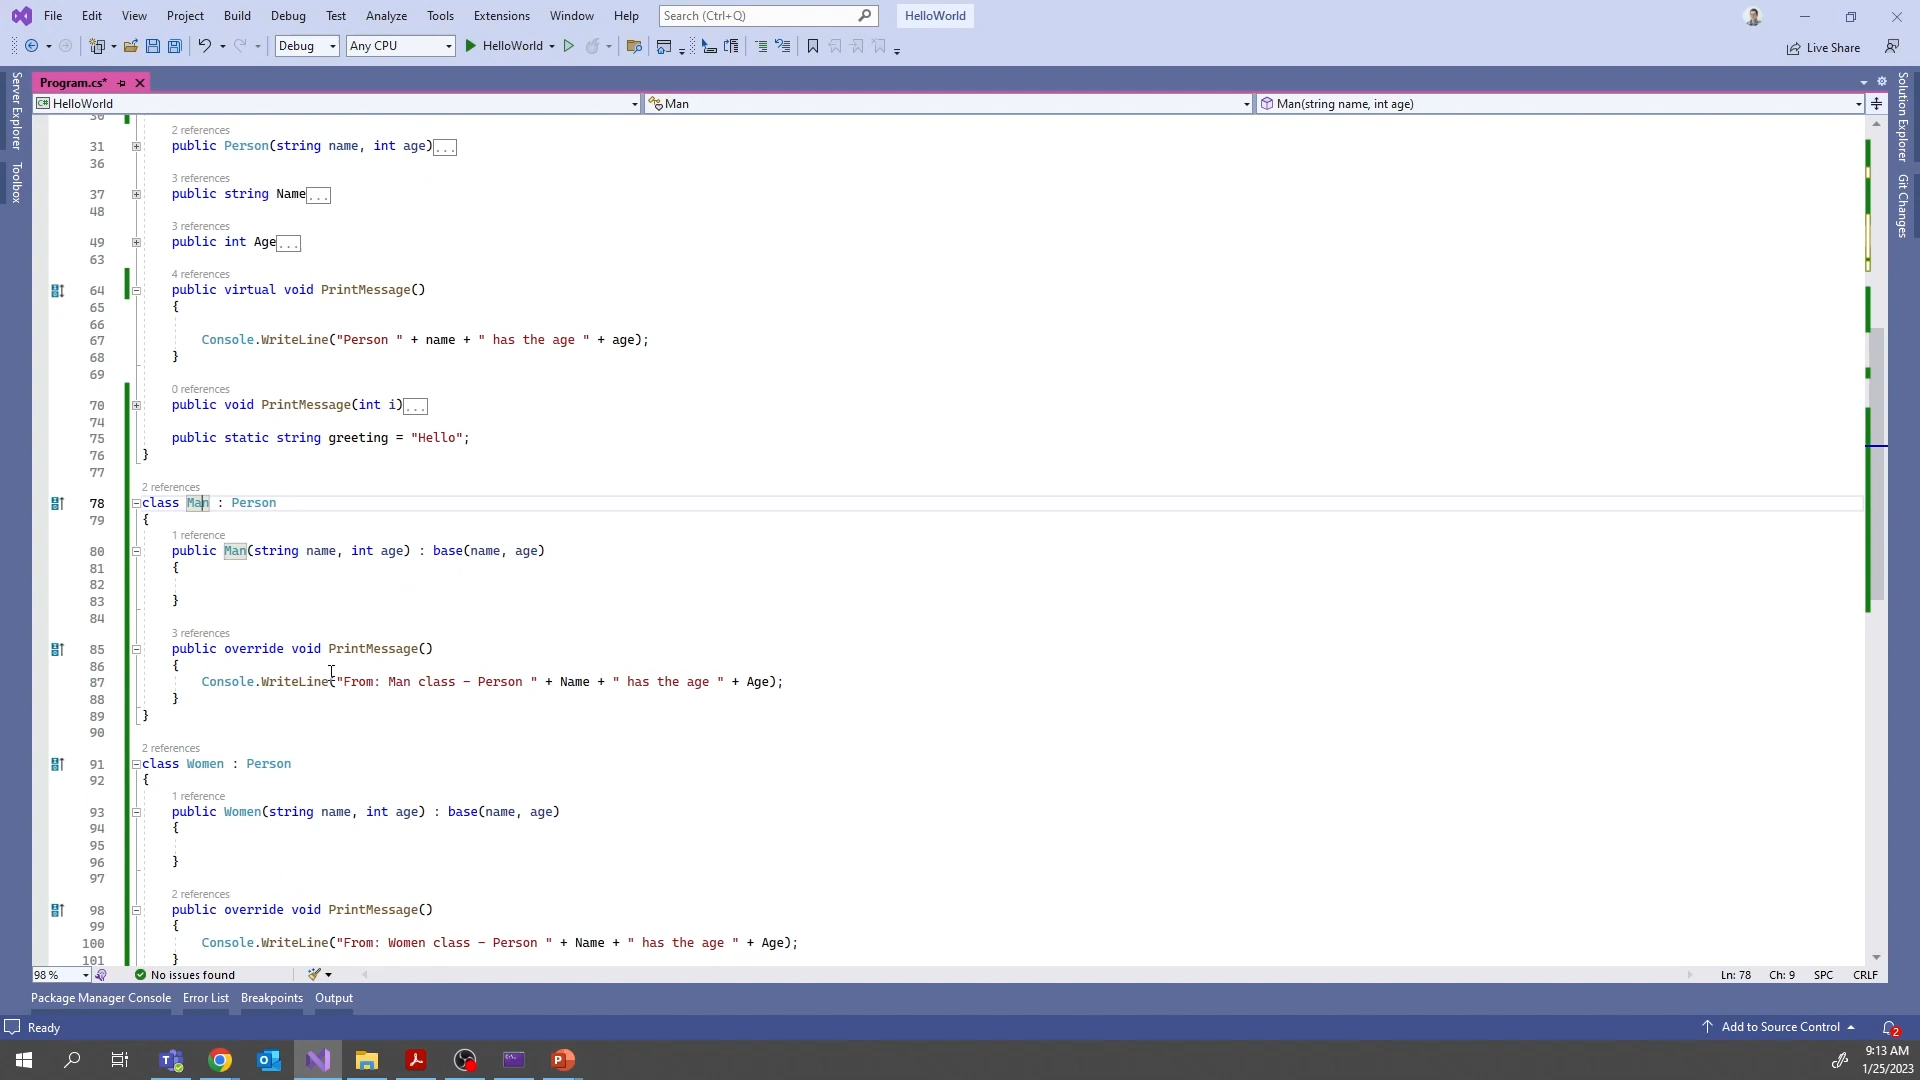 File Edit View Project Build Debug Test Analyze Tools Extensions Window Help Search (Ctrl+Q) HelloWorld
Debug Any CPU HelloWorld Live Share
Program.cs*
HelloWorld Man Man(string name, int age)
Server Explorer
Toolbox
Solution Explorer
Git Changes
30
2 references
31 public Person(string name, int age)...
36
3 references
37 public string Name...
48
3 references
49 public int Age...
63
4 references
64 public virtual void PrintMessage()
65 {
66
67 Console.WriteLine("Person " + name + " has the age " + age);
68 }
69
0 references
70 public void PrintMessage(int i)...
74
75 public static string greeting = "Hello";
76 }
77
2 references
78 class Man : Person
79 {
1 reference
80 public Man(string name, int age) : base(name, age)
81 {
82
83 }
84
3 references
85 public override void PrintMessage()
86 {
87 Console.WriteLine("From: Man class - Person " + Name + " has the age " + Age);
88 }
89 }
90
2 references
91 class Women : Person
92 {
1 reference
93 public Women(string name, int age) : base(name, age)
94 {
95
96 }
97
2 references
98 public override void PrintMessage()
99 {
100 Console.WriteLine("From: Women class - Person " + Name + " has the age " + Age);
101 }
98 % No issues found Ln: 78 Ch: 9 SPC CRLF
Package Manager Console Error List Breakpoints Output
Ready Add to Source Control 2
9:13 AM
1/25/2023